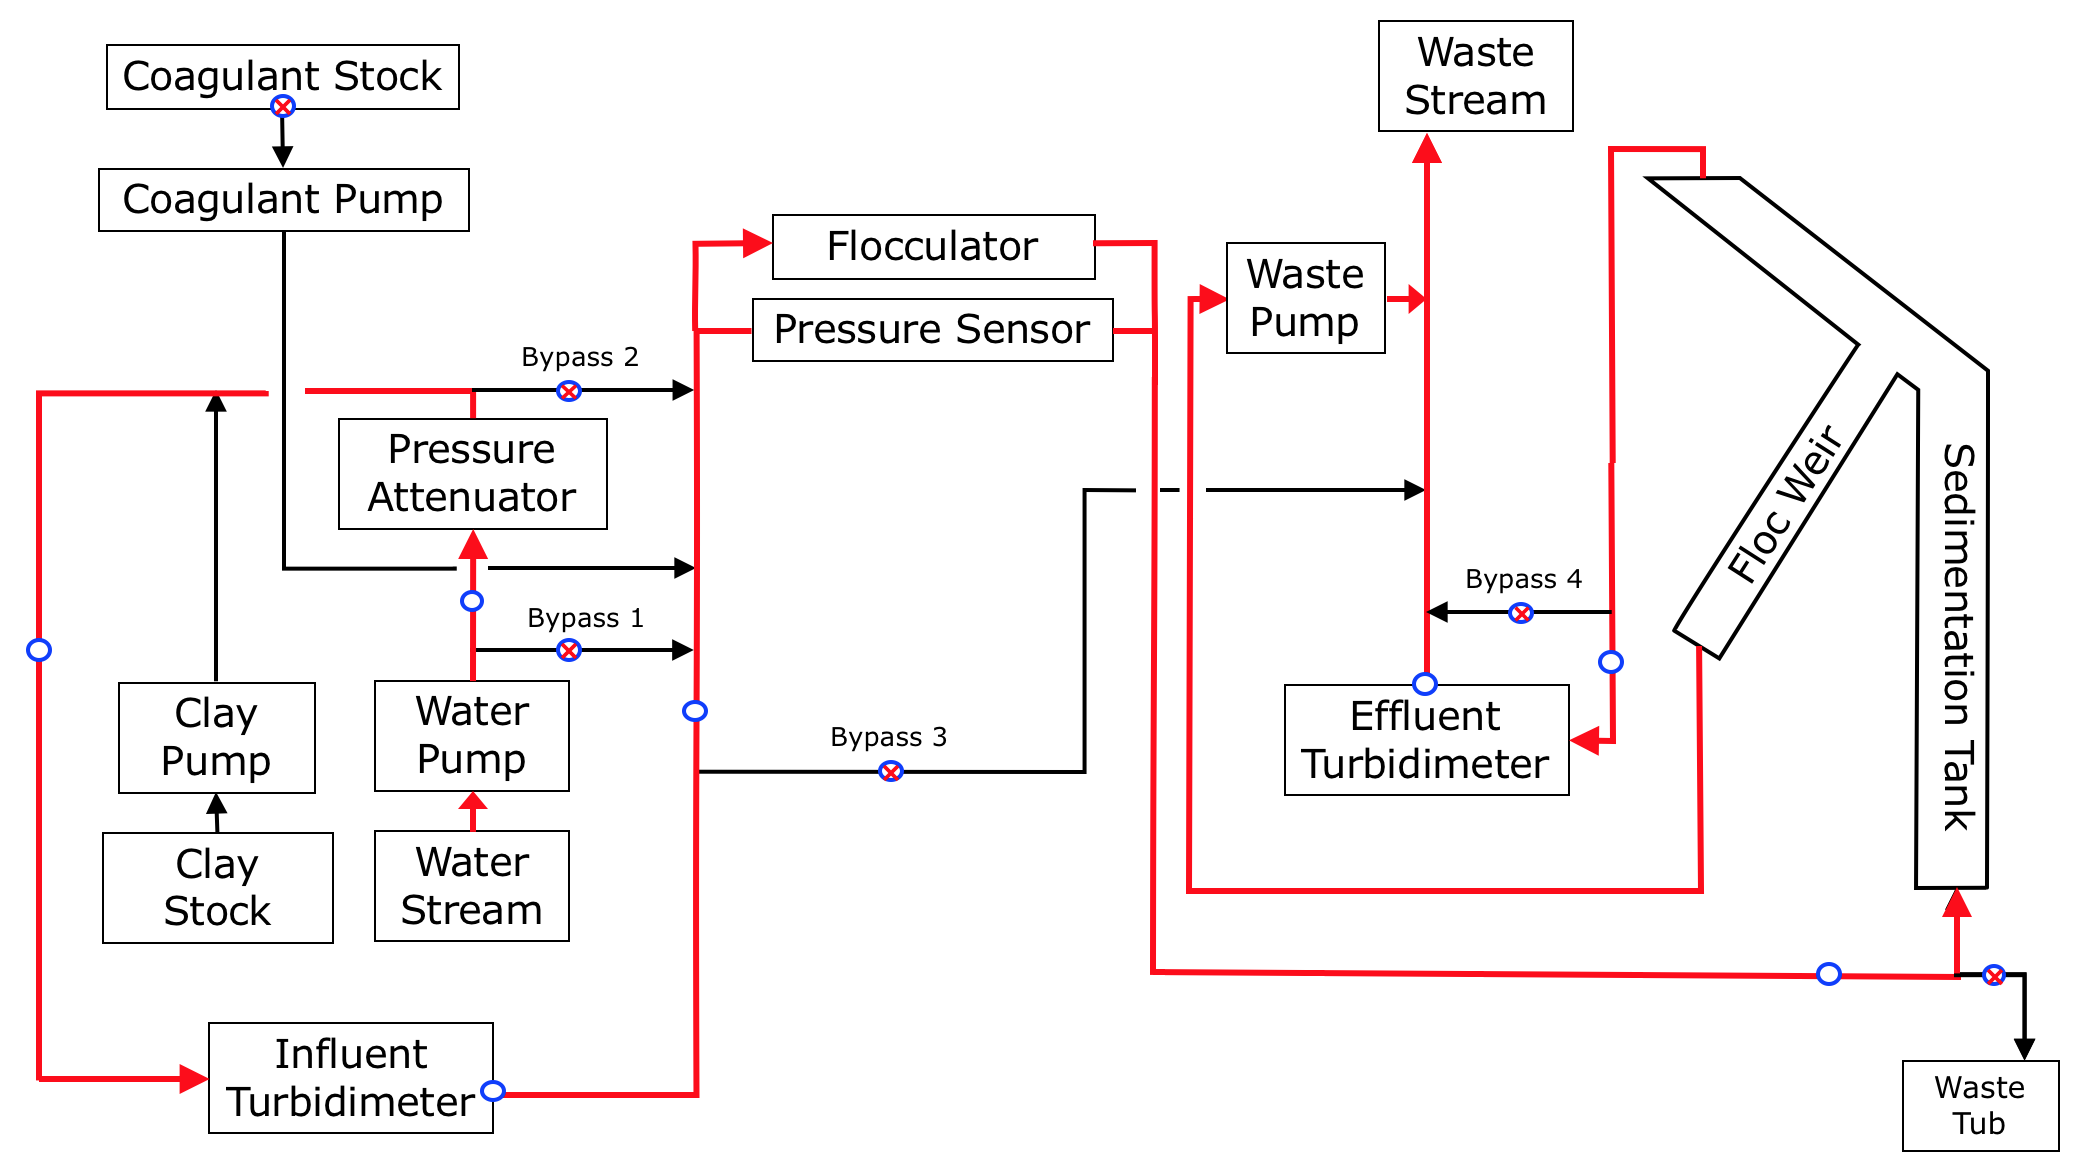 Coagulant Stock
Coagulant Pump
Waste
Stream
Flocculator
Pressure Sensor
Waste
Pump
Bypass 2
Pressure
Attenuator
Bypass 1
Clay
Pump
Water
Pump
Clay
Stock
Water
Stream
Influent
Turbidimeter
Bypass 3
Bypass 4
Effluent
Turbidimeter
Floc Weir
Sedimentation Tank
Waste
Tub